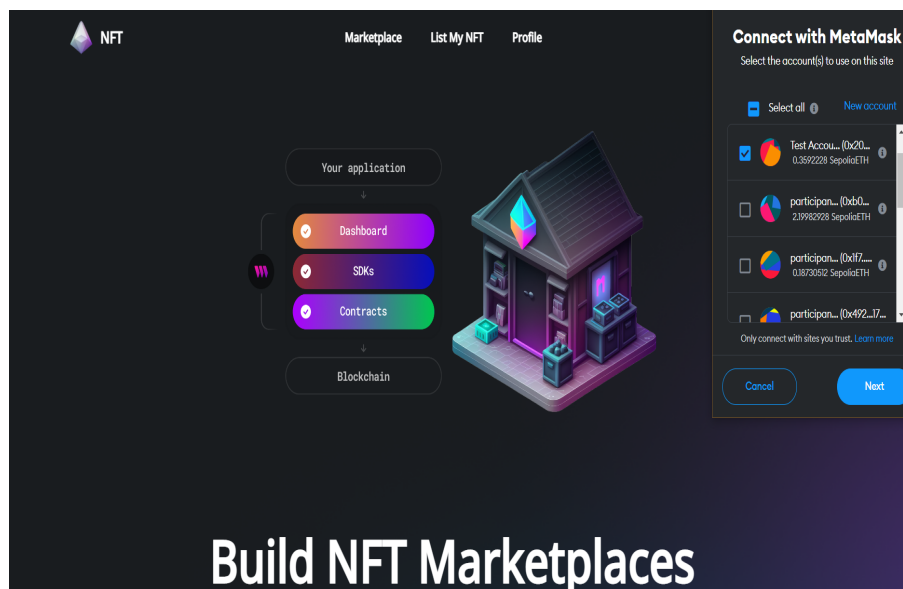 NFT
Marketplace List My NFT Profile
Your application
Dashboard
SDKs
Contracts
Blockchain
Build NFT Marketplaces
Connect with MetaMask
Select the account(s) to use on this site
Select all New account
Test Accou... (0x20...
0.3592228 SepoliaETH
participan... (0xb0...
2.19982928 SepoliaETH
participan... (0x1f7....
0.18730512 SepoliaETH
participan... (0x492...17...
Only connect with sites you trust. Learn more
Cancel Next